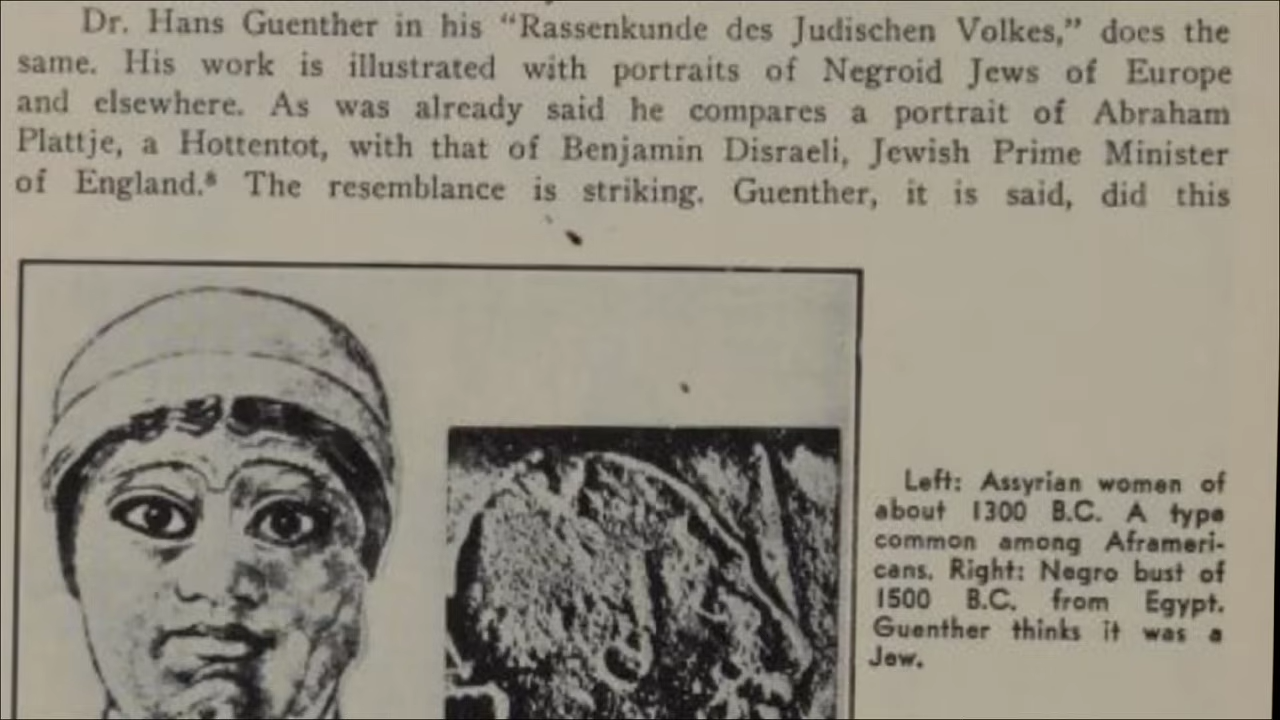 Dr. Hans Guenther in his “Rassenkunde des Judischen Volkes,” does the
same. His work is illustrated with portraits of Negroid Jews of Europe
and elsewhere. As was already said he compares a portrait of Abraham
Plattje, a Hottentot, with that of Benjamin Disraeli, Jewish Prime Minister
of England.⁸ The resemblance is striking. Guenther, it is said, did this
Left: Assyrian women of
about 1300 B.C. A type
common among Aframeri-
cans. Right: Negro bust of
1500 B.C. from Egypt.
Guenther thinks it was a
Jew.